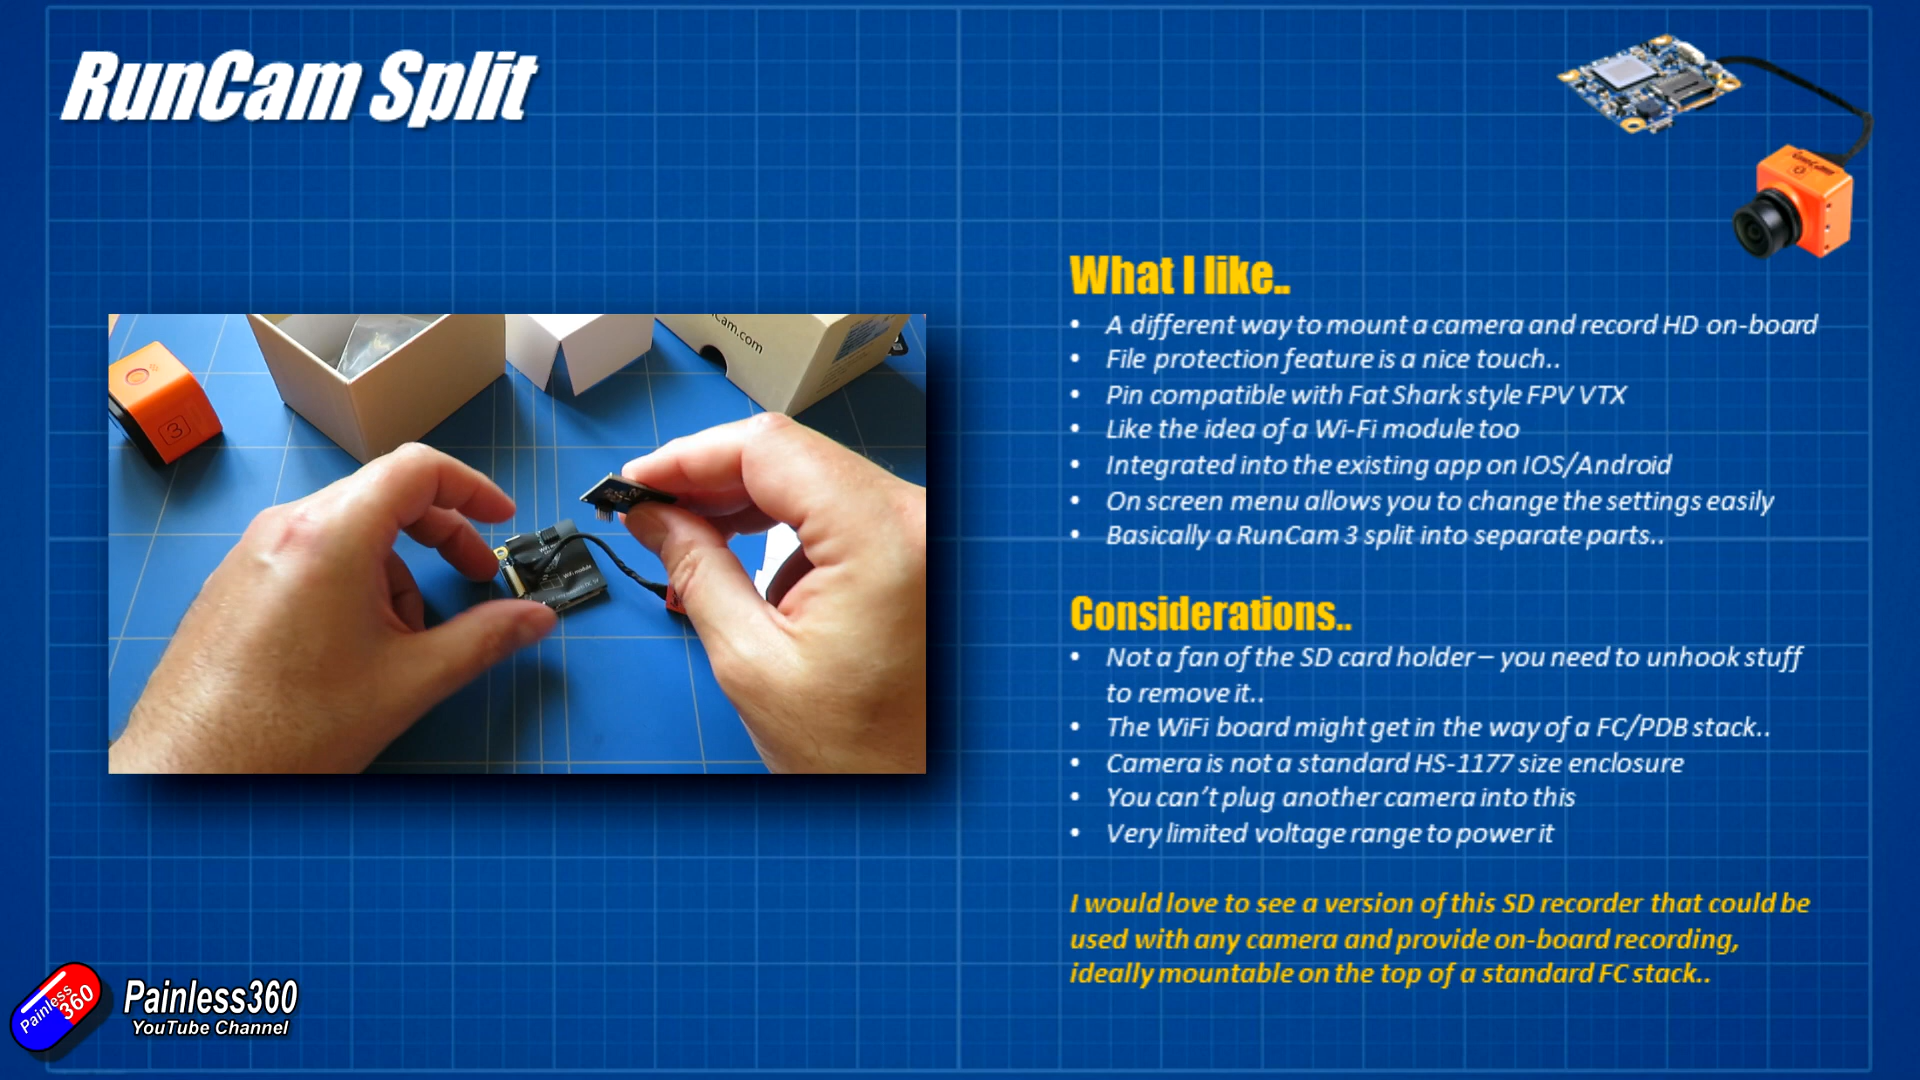 RunCam Split
What I like..
• A different way to mount a camera and record HD on-board
• File protection feature is a nice touch..
• Pin compatible with Fat Shark style FPV VTX
• Like the idea of a Wi-Fi module too
• Integrated into the existing app on IOS/Android
• On screen menu allows you to change the settings easily
• Basically a RunCam 3 split into separate parts..
Considerations..
• Not a fan of the SD card holder – you need to unhook stuff
to remove it..
• The WiFi board might get in the way of a FC/PDB stack..
• Camera is not a standard HS-1177 size enclosure
• You can't plug another camera into this
• Very limited voltage range to power it
I would love to see a version of this SD recorder that could be
used with any camera and provide on-board recording,
ideally mountable on the top of a standard FC stack..
3
WiFi module
Painless
360
Painless360
YouTube Channel